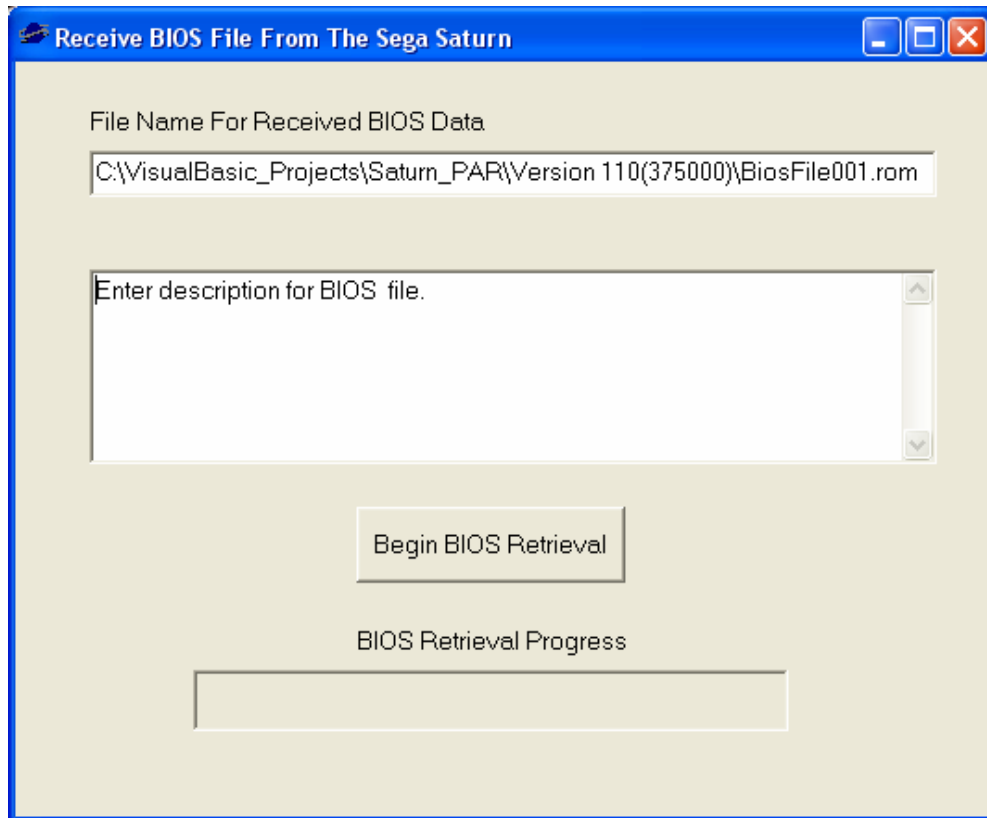 Receive BIOS File From The Sega Saturn
File Name For Received BIOS Data
C:\VisualBasic_Projects\Saturn_PAR\Version 110(375000)\BiosFile001.rom
Enter description for BIOS  file.
Begin BIOS Retrieval
BIOS Retrieval Progress